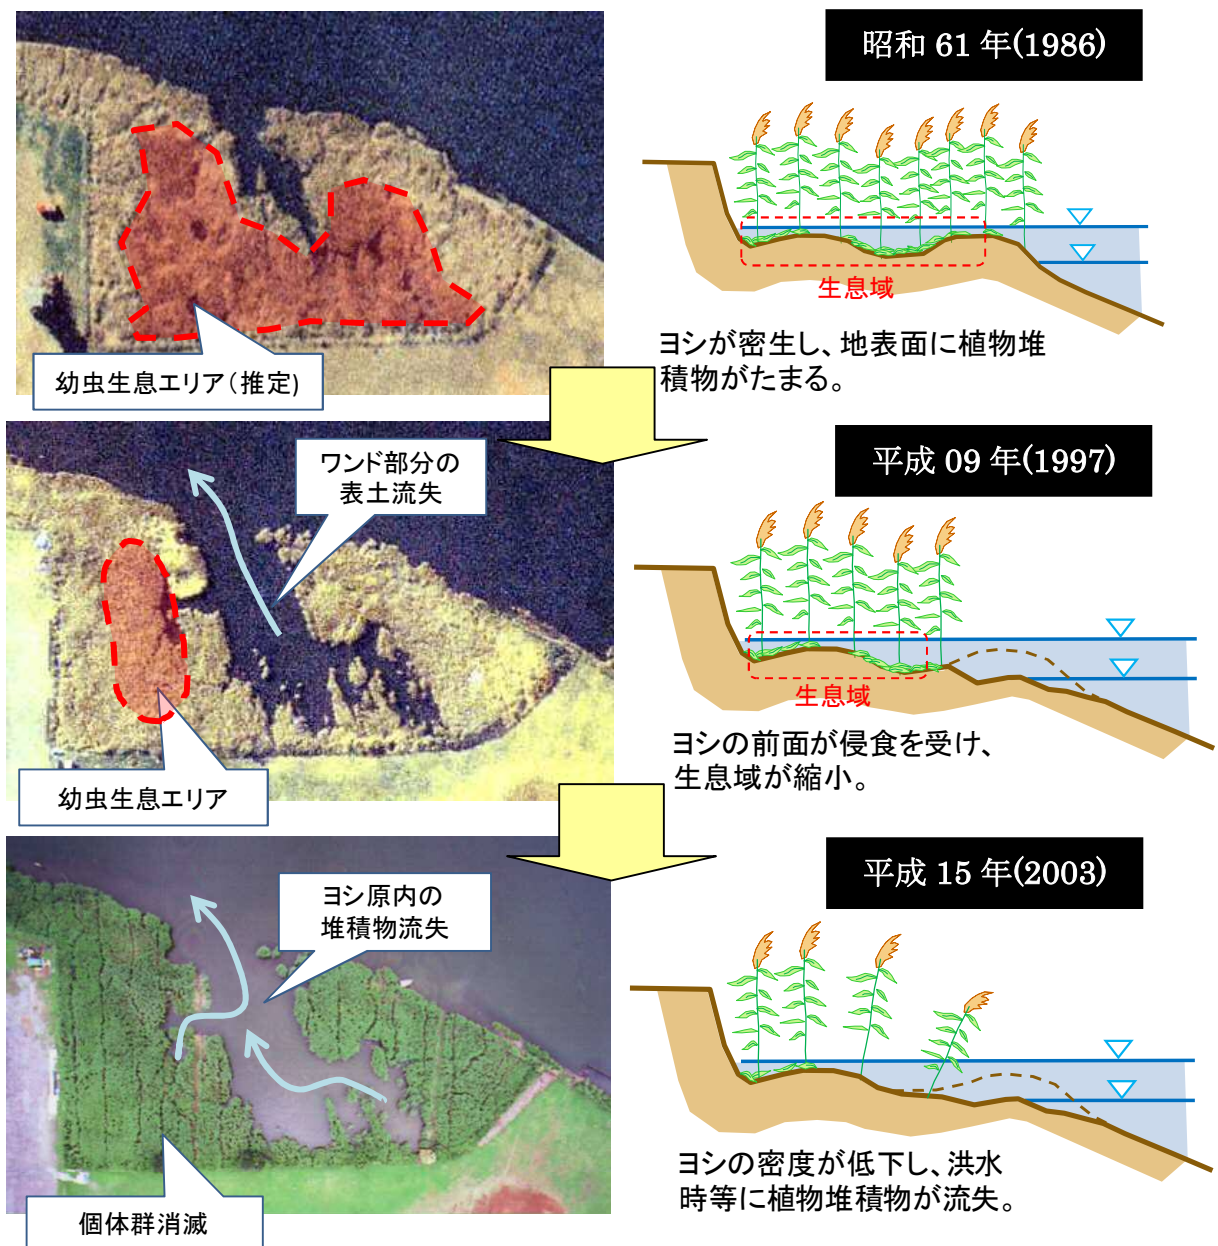 昭和 61 年(1986)
生息域
ヨシが密生し、地表面に植物堆
積物がたまる。
幼虫生息エリア（推定)
ワンド部分の
表土流失
平成 09 年(1997)
生息域
ヨシの前面が侵食を受け、
生息域が縮小。
幼虫生息エリア
ヨシ原内の
堆積物流失
平成 15 年(2003)
ヨシの密度が低下し、洪水
時等に植物堆積物が流失。
個体群消滅